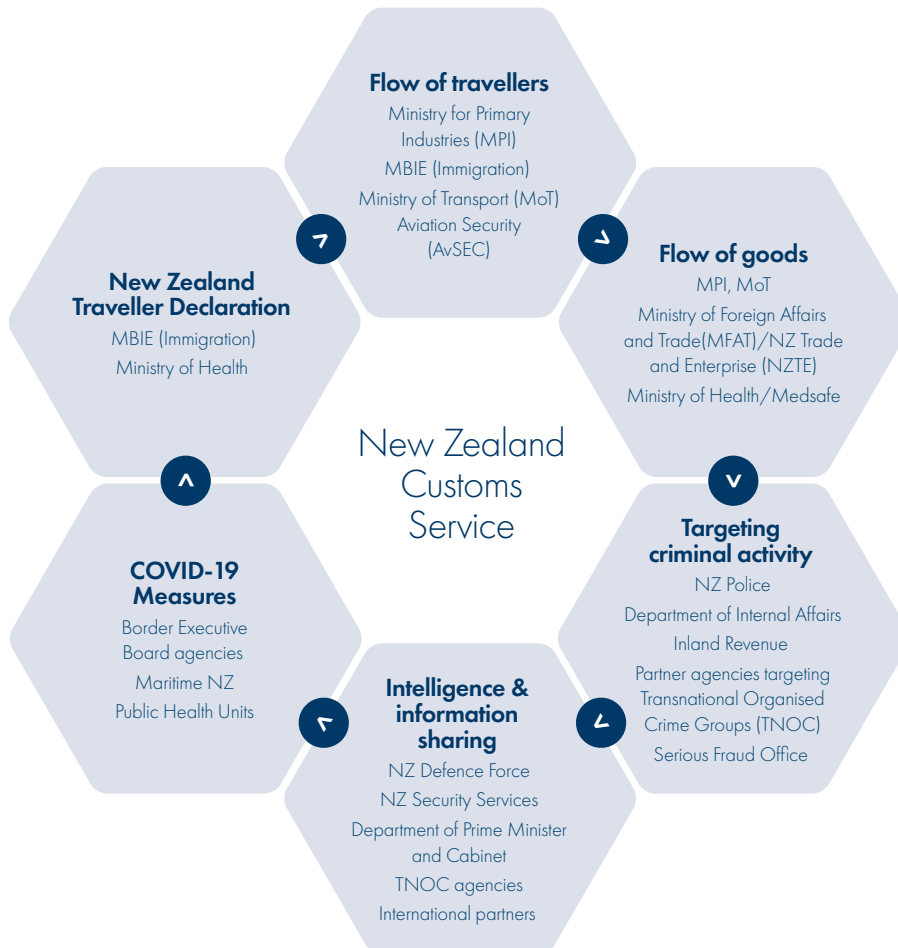 Flow of travellers
Ministry for Primary
Industries (MPI)
MBIE (Immigration)
Ministry of Transport (MoT)
Aviation Security
(AvSEC)
Flow of goods
MPI, MoT
Ministry of Foreign Affairs
and Trade(MFAT)/NZ Trade
and Enterprise (NZTE)
Ministry of Health/Medsafe
Targeting
criminal activity
NZ Police
Department of Internal Affairs
Inland Revenue
Partner agencies targeting
Transnational Organised
Crime Groups (TNOC)
Serious Fraud Office
Intelligence &
information
sharing
NZ Defence Force
NZ Security Services
Department of Prime Minister
and Cabinet
TNOC agencies
International partners
COVID-19
Measures
Border Executive
Board agencies
Maritime NZ
Public Health Units
New Zealand
Traveller Declaration
MBIE (Immigration)
Ministry of Health
New Zealand
Customs
Service